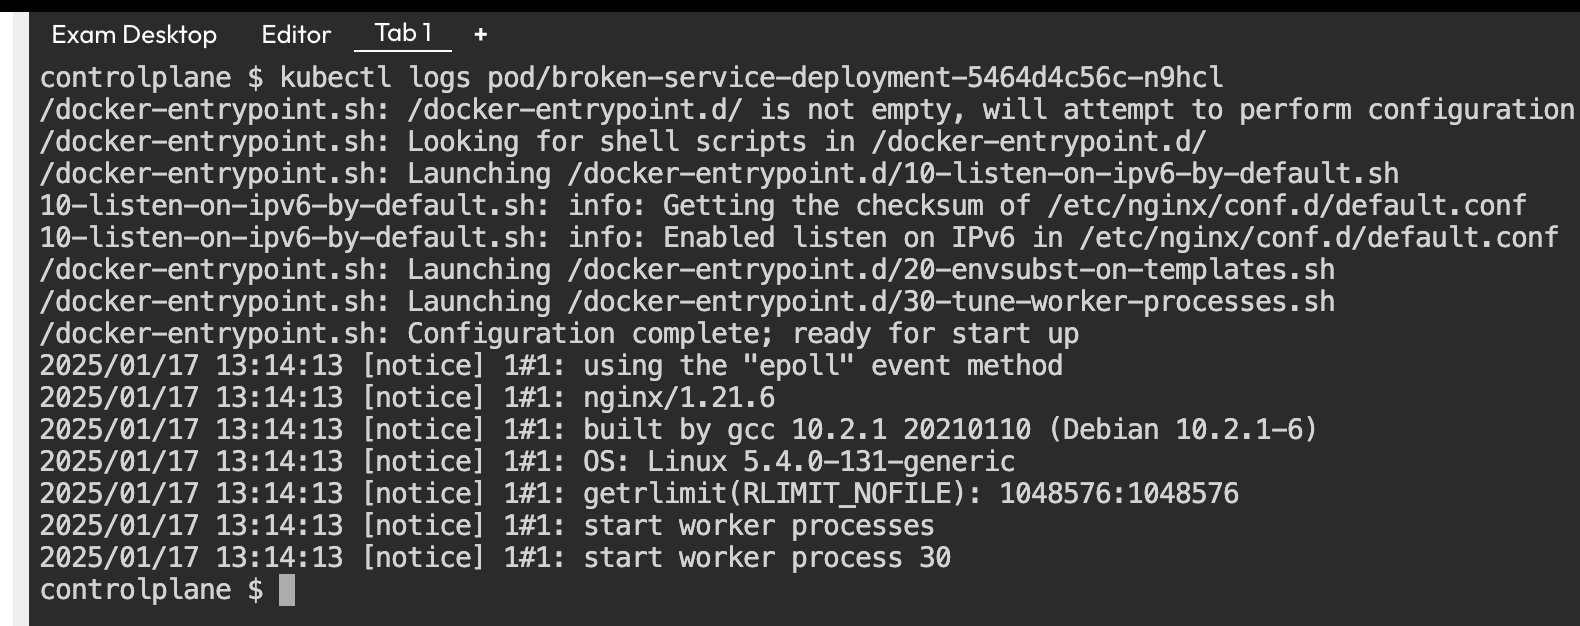 Exam Desktop Editor Tab 1 +
controlplane $ kubectl logs pod/broken-service-deployment-5464d4c56c-n9hcl
/docker-entrypoint.sh: /docker-entrypoint.d/ is not empty, will attempt to perform configuration
/docker-entrypoint.sh: Looking for shell scripts in /docker-entrypoint.d/
/docker-entrypoint.sh: Launching /docker-entrypoint.d/10-listen-on-ipv6-by-default.sh
10-listen-on-ipv6-by-default.sh: info: Getting the checksum of /etc/nginx/conf.d/default.conf
10-listen-on-ipv6-by-default.sh: info: Enabled listen on IPv6 in /etc/nginx/conf.d/default.conf
/docker-entrypoint.sh: Launching /docker-entrypoint.d/20-envsubst-on-templates.sh
/docker-entrypoint.sh: Launching /docker-entrypoint.d/30-tune-worker-processes.sh
/docker-entrypoint.sh: Configuration complete; ready for start up
2025/01/17 13:14:13 [notice] 1#1: using the "epoll" event method
2025/01/17 13:14:13 [notice] 1#1: nginx/1.21.6
2025/01/17 13:14:13 [notice] 1#1: built by gcc 10.2.1 20210110 (Debian 10.2.1-6)
2025/01/17 13:14:13 [notice] 1#1: OS: Linux 5.4.0-131-generic
2025/01/17 13:14:13 [notice] 1#1: getrlimit(RLIMIT_NOFILE): 1048576:1048576
2025/01/17 13:14:13 [notice] 1#1: start worker processes
2025/01/17 13:14:13 [notice] 1#1: start worker process 30
controlplane $